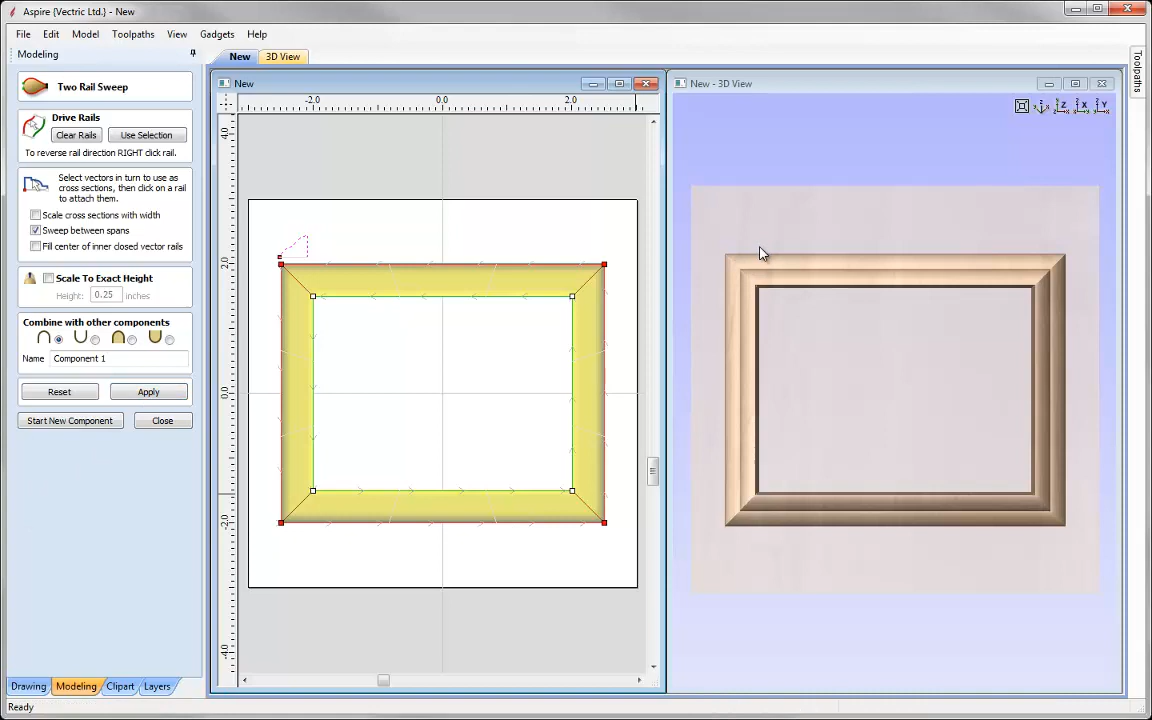 Aspire {Vectric Ltd.} - New
File Edit Model Toolpaths View Gadgets Help
Modeling
New 3D View
Two Rail Sweep
Drive Rails
Clear Rails Use Selection
To reverse rail direction RIGHT click rail.
Select vectors in turn to use as
cross sections, then click on a rail
to attach them.
Scale cross sections with width
Sweep between spans
Fill center of inner closed vector rails
Scale To Exact Height
Height: 0.25 inches
Combine with other components
Name Component 1
Reset Apply
Start New Component Close
Drawing Modeling Clipart Layers
Ready
New
-2.0 0.0 2.0
4.0
2.0
0.0
-2.0
-4.0
New - 3D View
Z X Y
Toolpaths